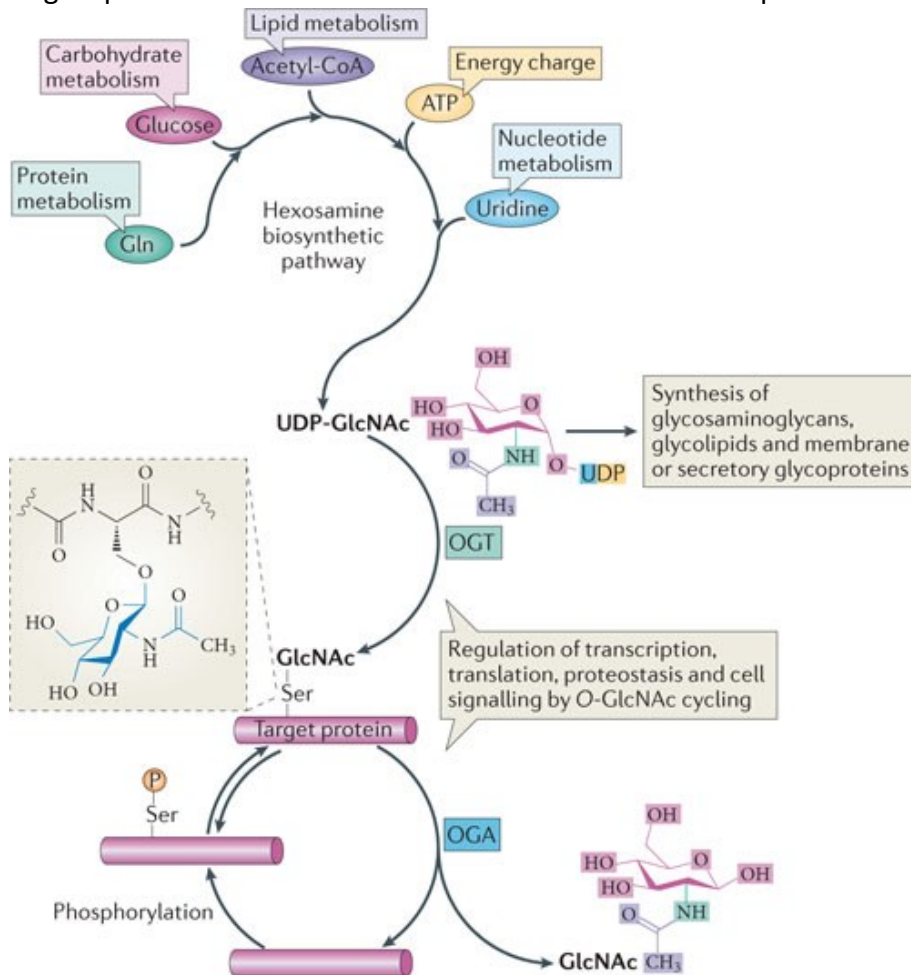 Lipid metabolism
Acetyl-CoA
Carbohydrate
metabolism
Glucose
Energy charge
ATP
Nucleotide
metabolism
Uridine
Protein
metabolism
Gln
Hexosamine
biosynthetic
pathway
UDP-GlcNAc
OH
HO
O
HO
NH
O
O
UDP
CH3
Synthesis of
glycosaminoglycans,
glycolipids and membrane
or secretory glycoproteins
OGT
H
N
O
O
N
H
O
O
HO
O
N
H
CH3
HO
OH
GlcNAc
Ser
Target protein
Regulation of transcription,
translation, proteostasis and cell
signalling by O-GlcNAc cycling
P
Ser
OGA
Phosphorylation
OH
HO
O
OH
HO
NH
O
GlcNAc
CH3